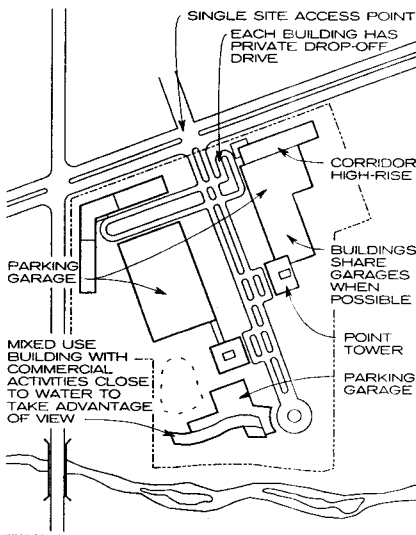 SINGLE SITE ACCESS POINT
EACH BUILDING HAS
PRIVATE DROP-OFF
DRIVE
CORRIDOR
HIGH-RISE
BUILDINGS
SHARE
GARAGES
WHEN
POSSIBLE
PARKING
GARAGE
POINT
TOWER
MIXED USE
BUILDING WITH
COMMERCIAL
ACTIVITIES CLOSE
TO WATER TO
TAKE ADVANTAGE
OF VIEW
PARKING
GARAGE